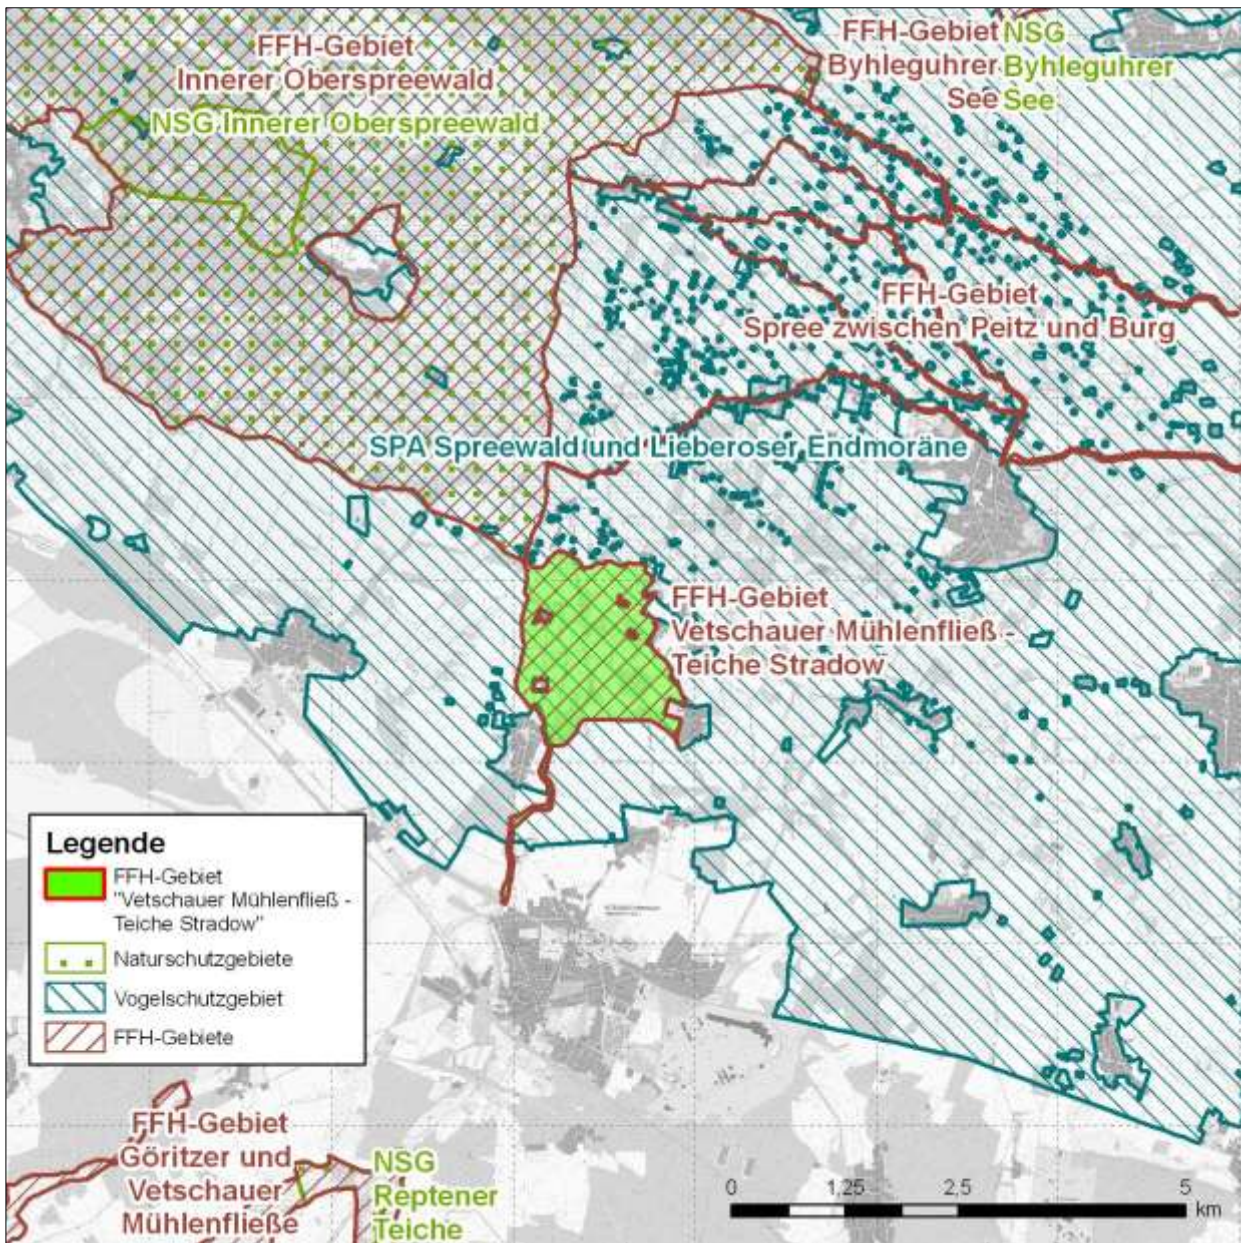 FFH-Gebiet
Innerer Oberspreewald
NSG Innerer Oberspreewald
FFH-Gebiet
Byhleguhrer
See
NSG
Byhleguhrer
See
FFH-Gebiet
Spree zwischen Peitz und Burg
SPA Spreewald und Lieberoser Endmoräne
FFH-Gebiet
Vetschauer Mühlenfließ -
Teiche Stradow
Legende
FFH-Gebiet
"Vetschauer Mühlenfließ -
Teiche Stradow"
Naturschutzgebiete
Vogelschutzgebiet
FFH-Gebiete
FFH-Gebiet
Göritzer und
Vetschauer
Mühlenfließe
NSG
Reptener
Teiche
0 1,25 2,5 5
km